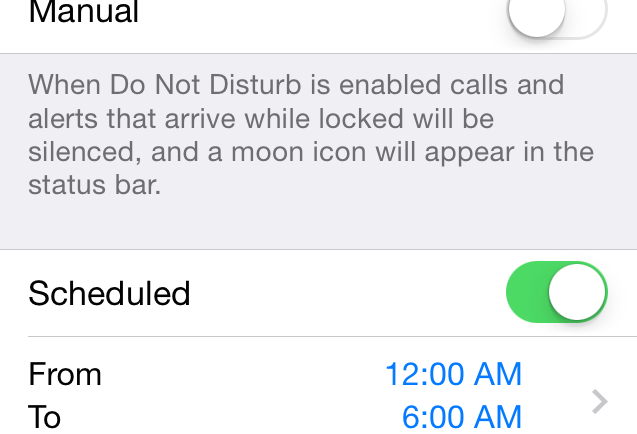 Manual
When Do Not Disturb is enabled calls and
alerts that arrive while locked will be
silenced, and a moon icon will appear in the
status bar.
Scheduled
From 12:00 AM
To 6:00 AM